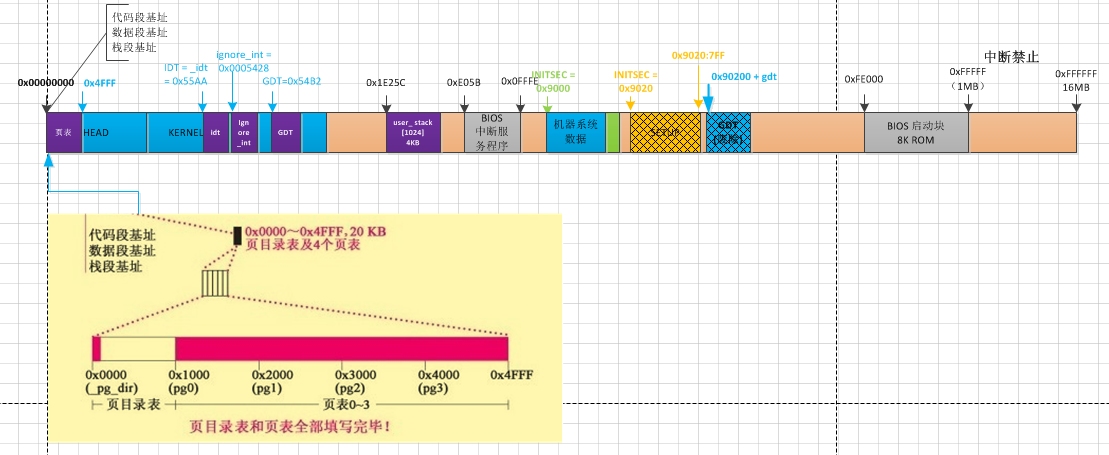 代码段基址
数据段基址
栈段基址
中断禁止
0x00000000
0x4FFF
IDT = _idt
= 0x55AA
ignore_int =
0x0005428
GDT=0x54B2
0x1E25C
0xE05B
0x0FFFE
INITSEC =
0x9000
INITSEC =
0x9020
0x9020:7FF
0x90200 + gdt
0xFE000
0xFFFFF
（1MB）
0xFFFFFF
16MB
页表
HEAD
KERNEL
idt
ign
ore
_int
GDT
user_stack
[1024]
4KB
BIOS
中断服
务程序
机器系统
数据
SETUP
GDT
BIOS 启动块
8K ROM
代码段基址
数据段基址
栈段基址
0x0000～0x4FFF,20 KB
页目录表及4个页表
0x0000
(_pg_dir)
0x1000
(pg0)
0x2000
(pg1)
0x3000
(pg2)
0x4000
(pg3)
0x4FFF
页目录表
页表0~3
页目录表和页表全部填写完毕！